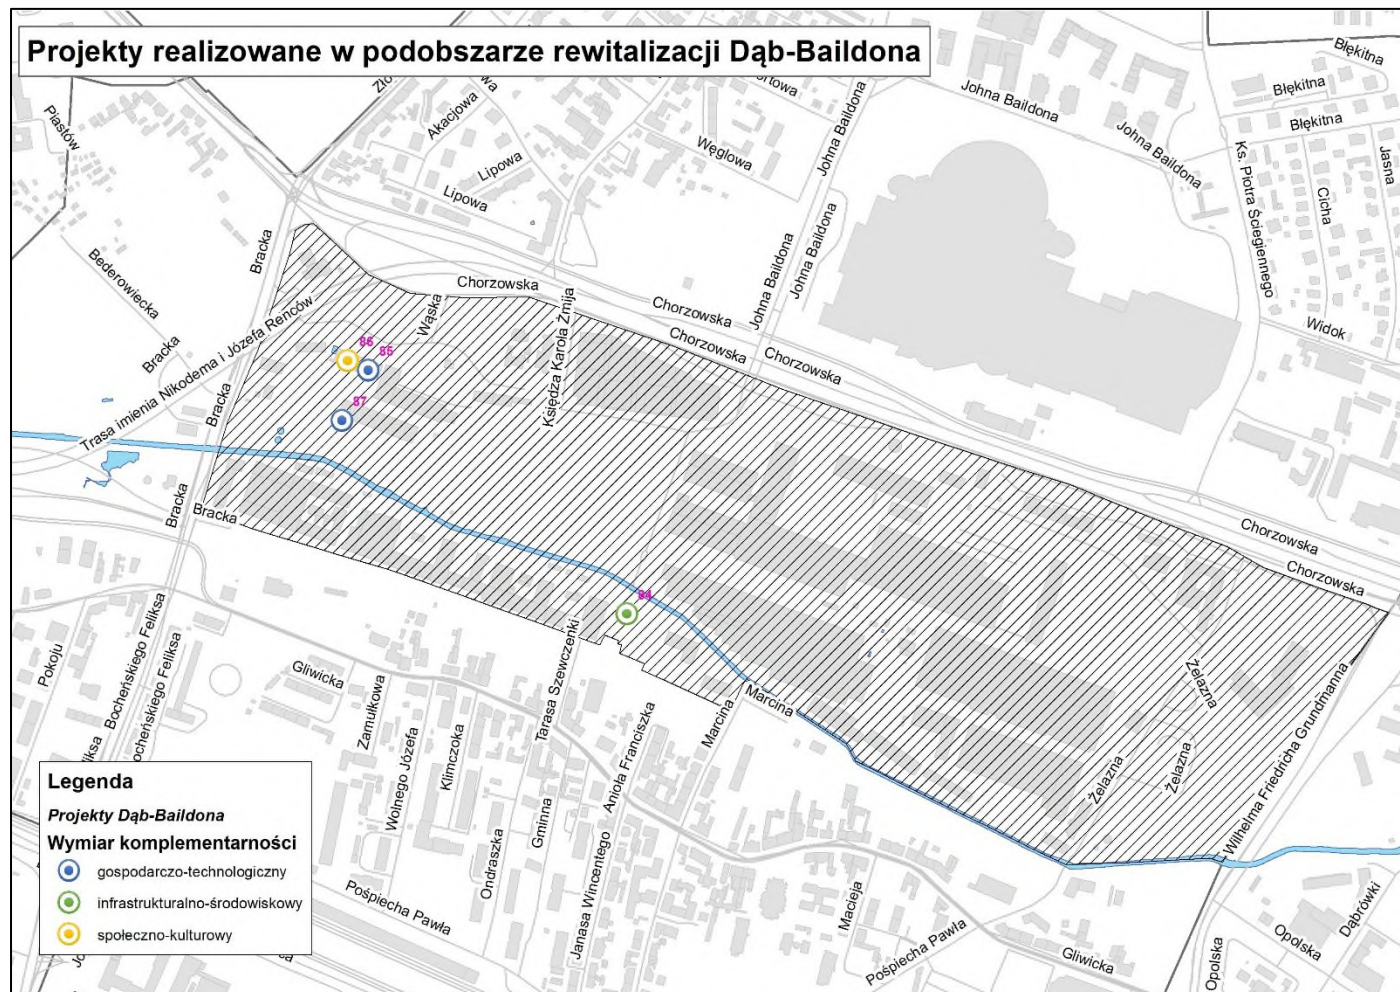 Projekty realizowane w podobszarze rewitalizacji Dąb-Baildona
Błękitna
Błękitna
Błękitna
Jasna
Cicha
Johna Baildona
Johna Baildona
Johna Baildona
Johna Baildona
Johna Baildona
Ks. Piotra Ściegiennego
Widok
Piastów
Akacjowa
Lipowa
Lipowa
Węglowa
Bederowiecka
Bracka
Bracka
Bracka
Bracka
Bracka
Trasa imienia Nikodema i Józefa Renców
Wąska
Księdza Karola Żmija
Chorzowska
Chorzowska
Chorzowska
Chorzowska
Chorzowska
Chorzowska
86
85
87
84
Żelazna
Żelazna
Żelazna
Wilhelma Friedricha Grundmanna
Marcina
Marcina
Tarasa Szewczenki
Anioła Franciszka
Gliwicka
Gliwicka
Zamułkowa
Wolnego Józefa
Klimczoka
Ondraszka
Gminna
Janasa Wincentego
Pośpiecha Pawła
Pośpiecha Pawła
Macieja
Opolska
Opolska
Dąbrówki
Pokoju
Bocheńskiego Feliksa
Legenda
Projekty Dąb-Baildona
Wymiar komplementarności
gospodarczo-technologiczny
infrastrukturalno-środowiskowy
społeczno-kulturowy